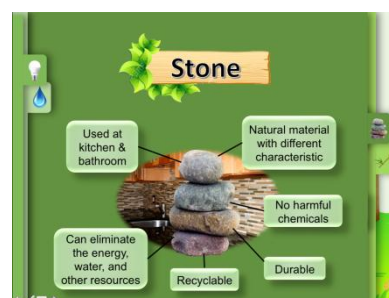 Stone
Used at
kitchen &
bathroom
Natural material
with different
characteristic
No harmful
chemicals
Can eliminate
the energy,
water, and
other resources
Recyclable
Durable